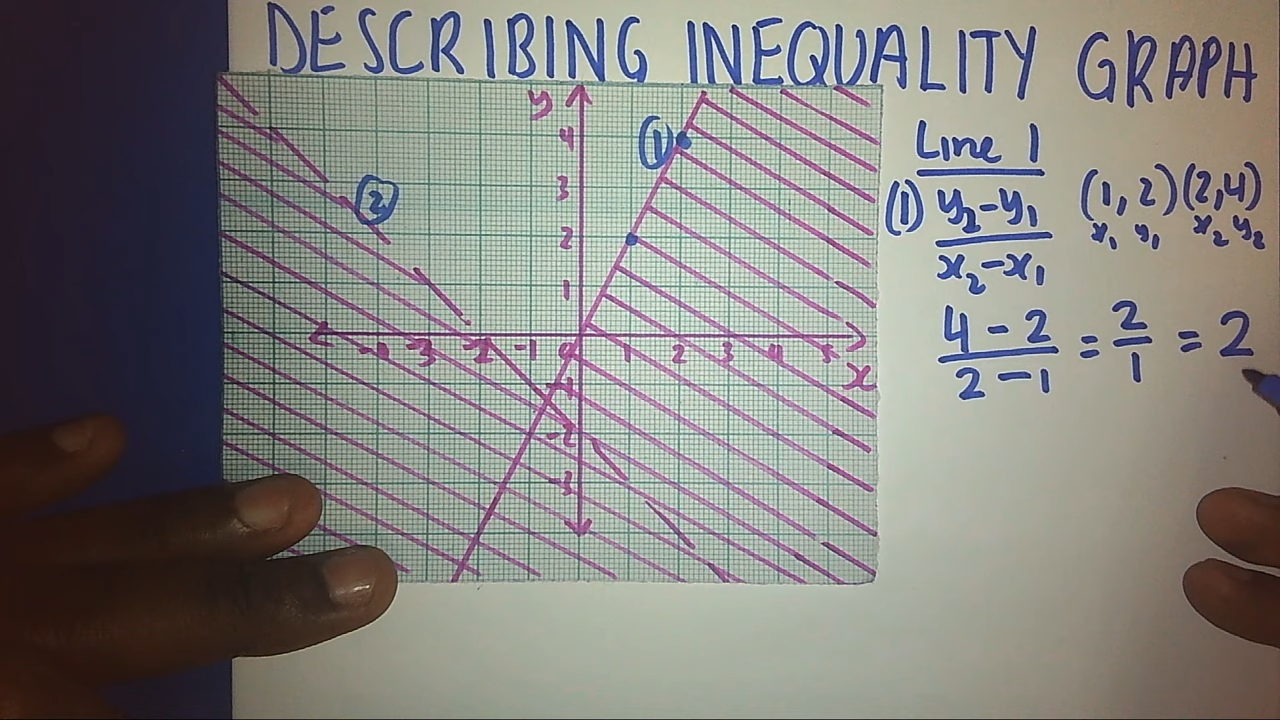 DESCRIBING INEQUALITY GRAPH
Line 1
(1) y₂-y₁ / x₂-x₁ (1, 2) (2, 4)
x₁ y₁ x₂ y₂
4-2 / 2-1 = 2/1 = 2
y
4
3
2
1
-3 -2 -1 0 1 2 3 4 5
x
-1
-2
-3
(1)
(2)